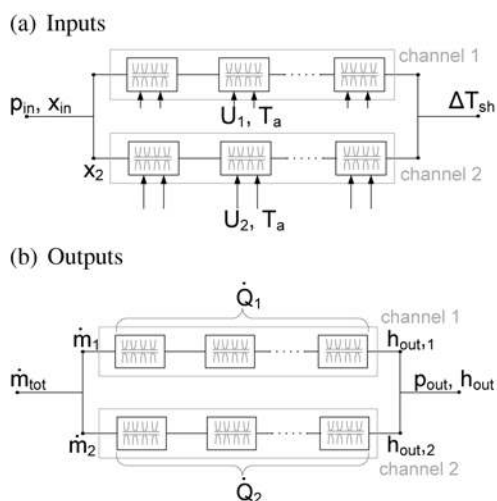 (a) Inputs
channel 1
p_in, x_in
U_1, T_a
ΔT_sh
x_2
channel 2
U_2, T_a
(b) Outputs
Q̇_1
channel 1
ṁ_1
h_out,1
ṁ_tot
p_out, h_out
ṁ_2
h_out,2
channel 2
Q̇_2